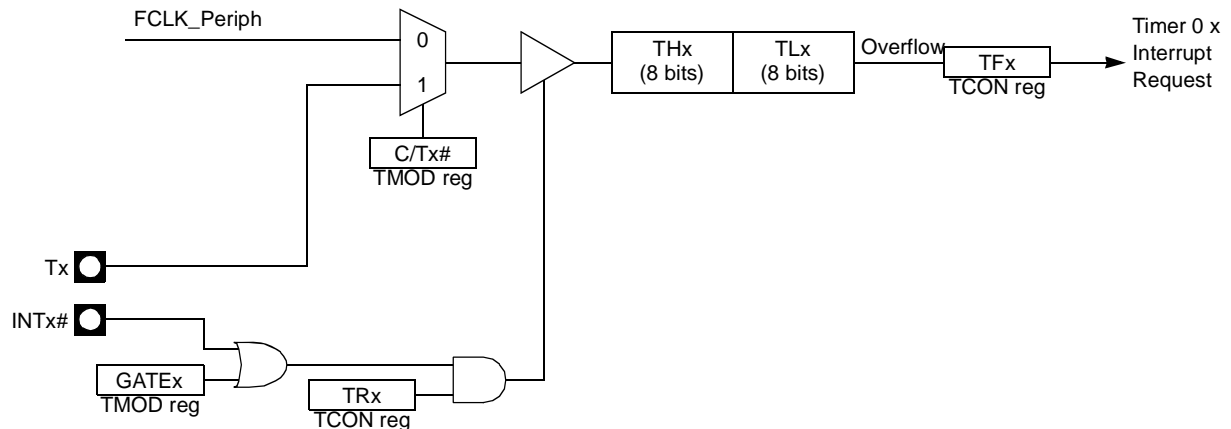 FCLK_Periph
0
1
C/Tx#
TMOD reg
THx
(8 bits)
TLx
(8 bits)
Overflow
TFx
TCON reg
Timer 0 x
Interrupt
Request
Tx
INTx#
GATEx
TMOD reg
TRx
TCON reg